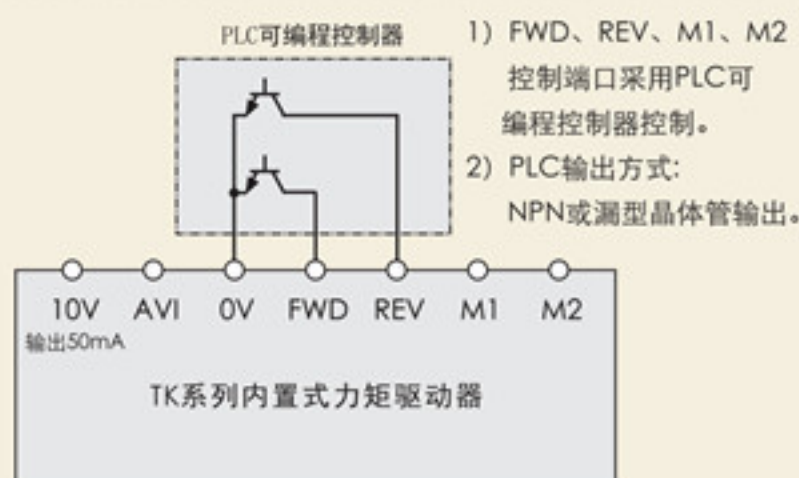 PLC可编程控制器
1）FWD、REV、M1、M2
控制端口采用PLC可
编程控制器控制。
2）PLC输出方式:
NPN或漏型晶体管输出。
10V AVI 0V FWD REV M1 M2
输出50mA
TK系列内置式力矩驱动器